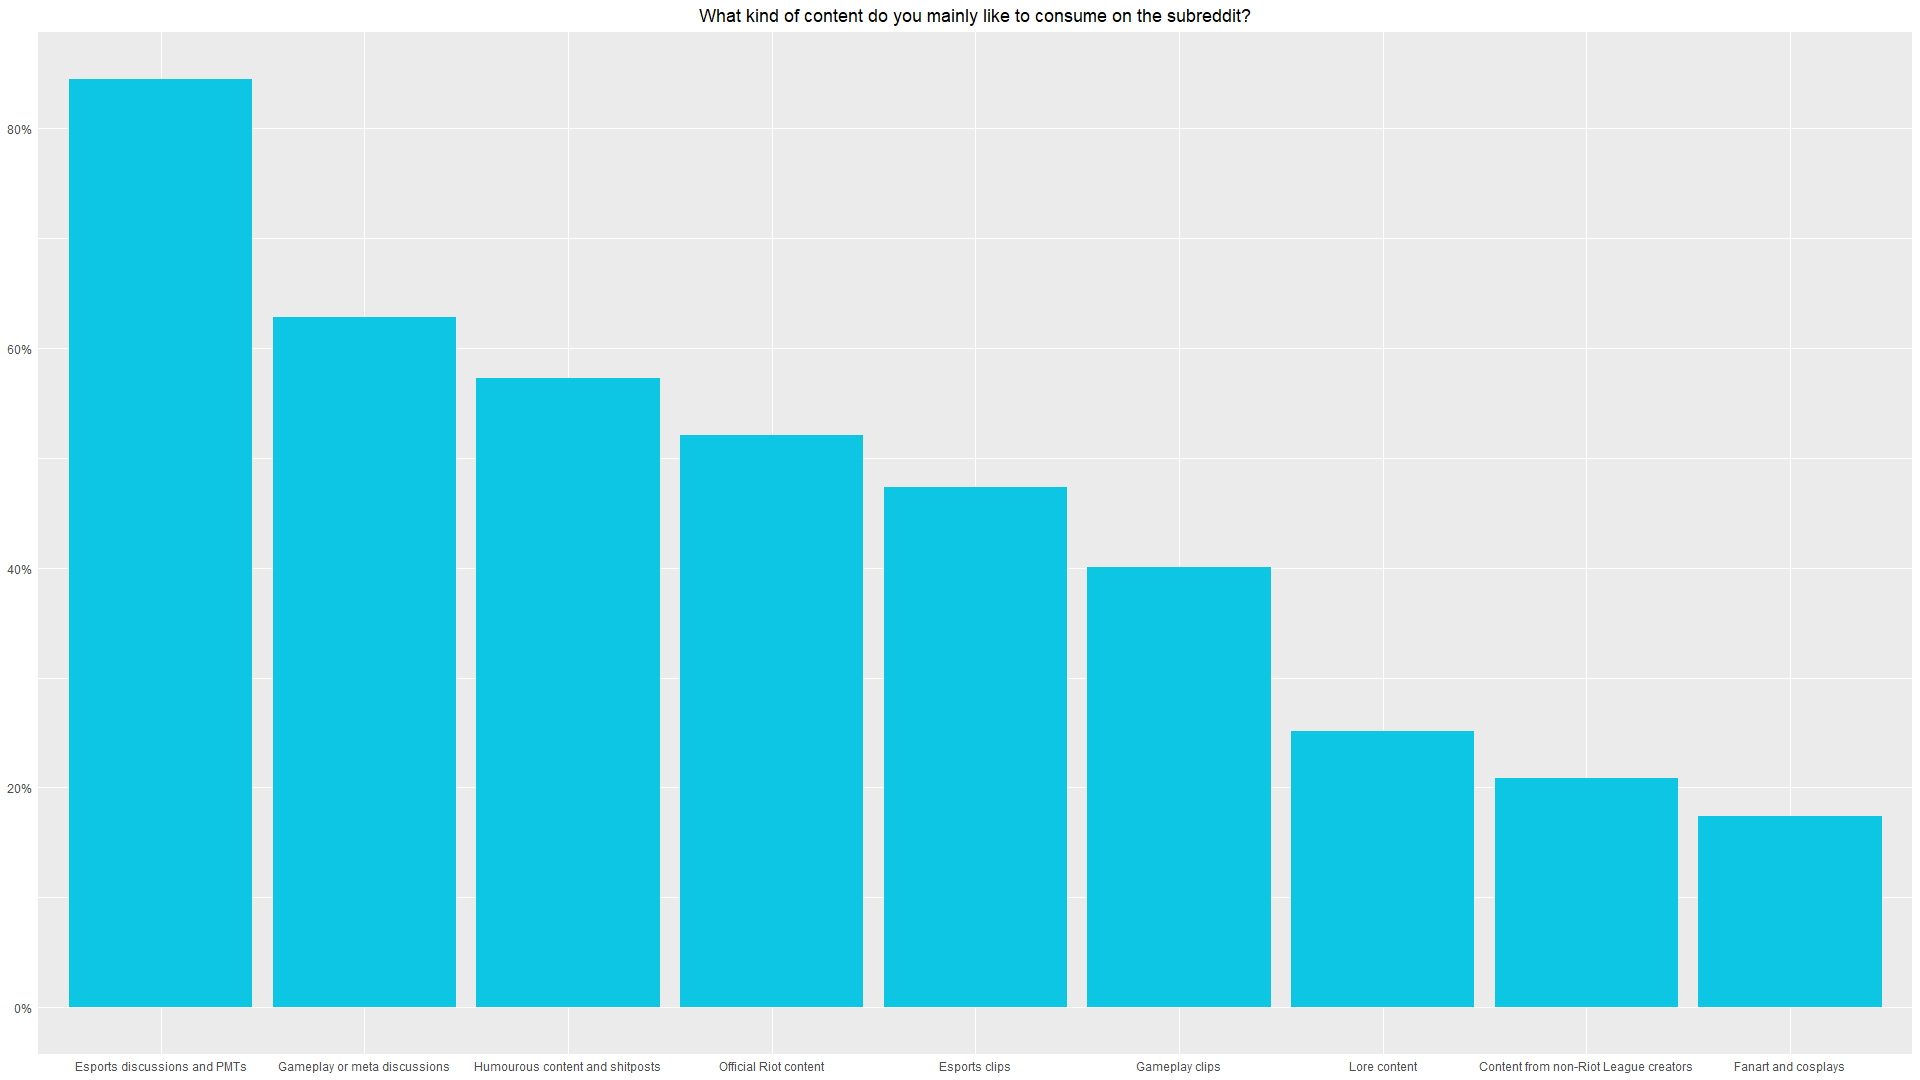 What kind of content do you mainly like to consume on the subreddit?
80%
60%
40%
20%
0%
Esports discussions and PMTs
Gameplay or meta discussions
Humourous content and shitposts
Official Riot content
Esports clips
Gameplay clips
Lore content
Content from non-Riot League creators
Fanart and cosplays